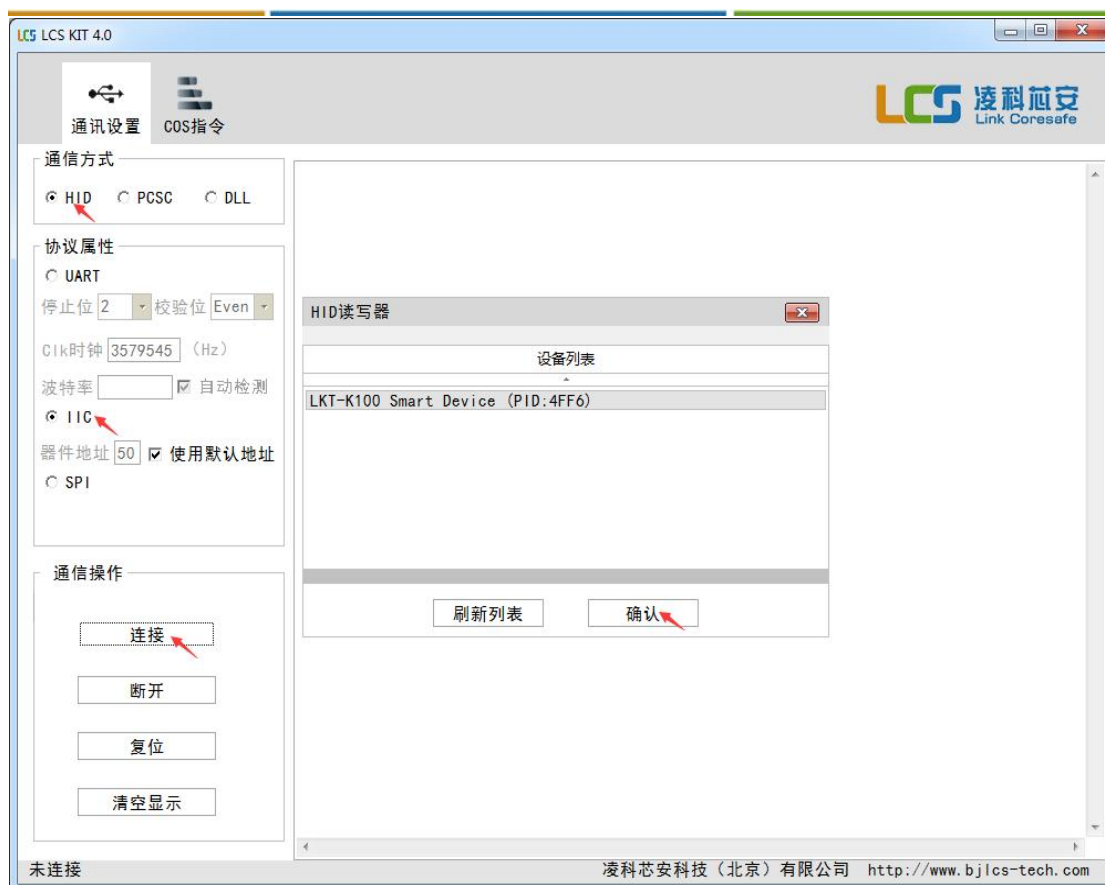 LCS LCS KIT 4.0
通讯设置 COS指令
LCS 凌科芯安
Link Coresafe
通信方式
HID PCSC DLL
协议属性
UART
停止位 2 校验位 Even
Clk时钟 3579545 (Hz)
波特率 自动检测
IIC
器件地址 50 使用默认地址
SPI
HID读写器
设备列表
LKT-K100 Smart Device (PID:4FF6)
刷新列表 确认
通信操作
连接
断开
复位
清空显示
未连接 凌科芯安科技（北京）有限公司 http://www.bjlcs-tech.com